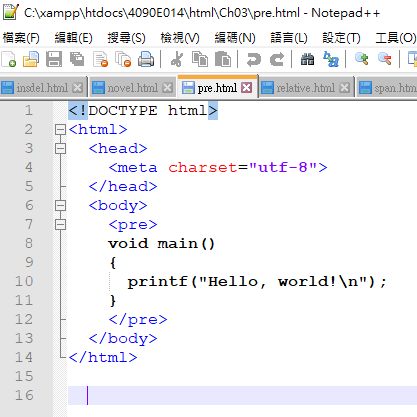 C:\xampp\htdocs\4090E014\html\Ch03\pre.html - Notepad++
檔案(F) 編輯(E) 搜尋(S) 檢視(V) 編碼(N) 語言(L) 設定(T) 工具(O)
insdel.html novel.html pre.html relative.html span.html
1 <!DOCTYPE html>
2 <html>
3 <head>
4 <meta charset="utf-8">
5 </head>
6 <body>
7 <pre>
8 void main()
9 {
10 printf("Hello, world!\n");
11 }
12 </pre>
13 </body>
14 </html>
15
16